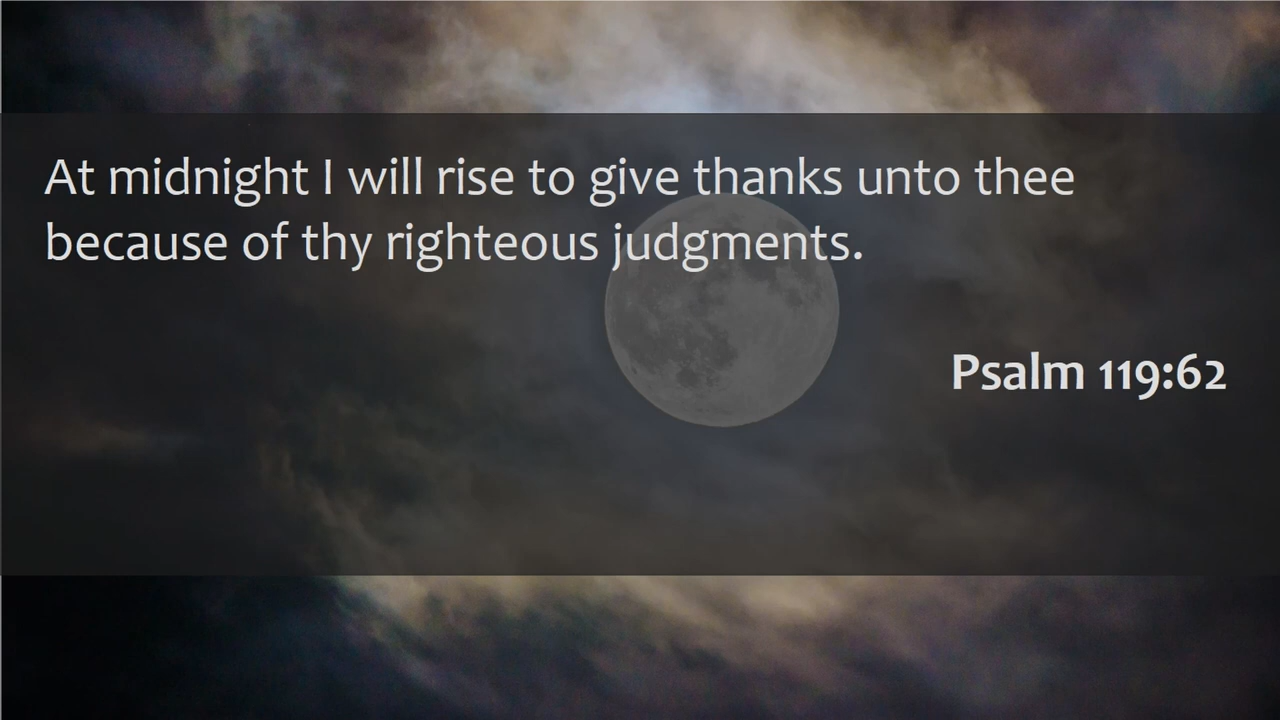 At midnight I will rise to give thanks unto thee
because of thy righteous judgments.
Psalm 119:62